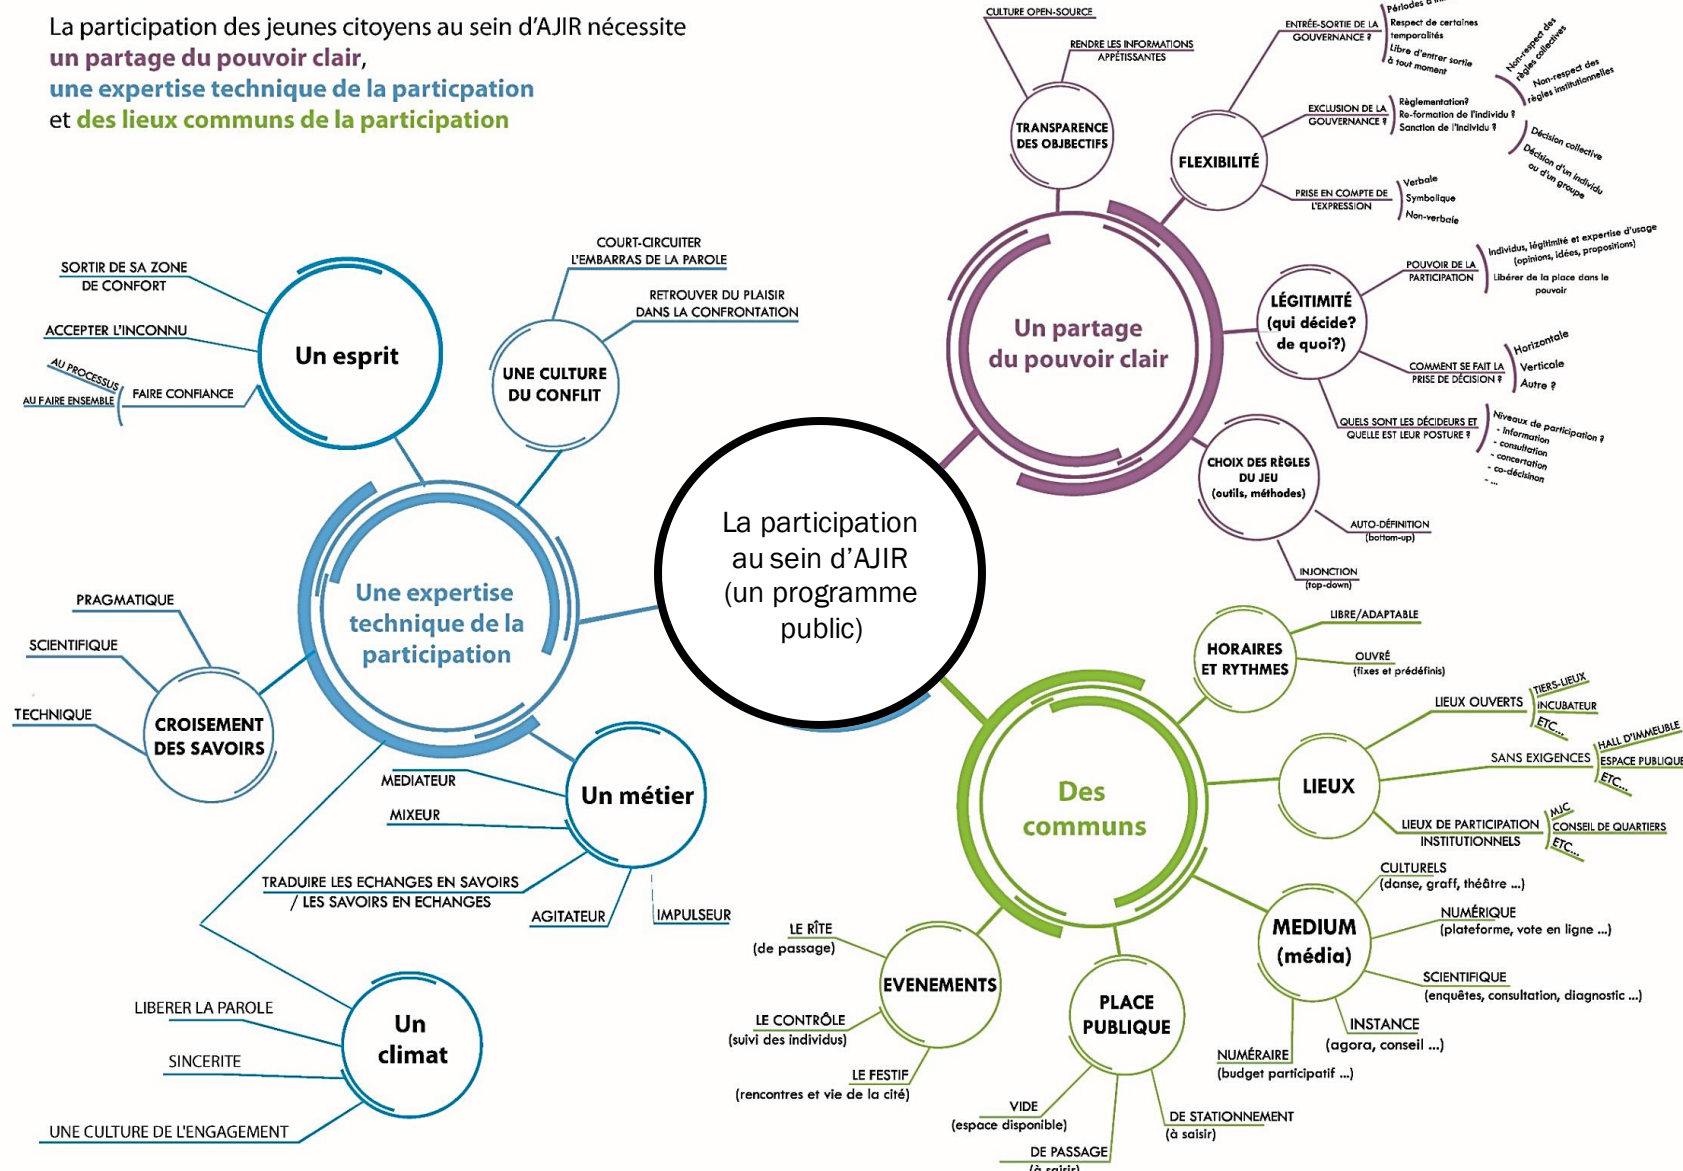 La participation des jeunes citoyens au sein d'AJIR nécessite
un partage du pouvoir clair,
une expertise technique de la particpation
et des lieux communs de la participation
La participation
au sein d'AJIR
(un programme
public)
Un partage
du pouvoir clair
TRANSPARENCE
DES OBJBECTIFS
CULTURE OPEN-SOURCE
RENDRE LES INFORMATIONS
APPÉTISSANTES
FLEXIBILITÉ
ENTRÉE-SORTIE DE LA
GOUVERNANCE ?
Périodes
Respect de certaines
temporalités
Libre d'entrer sortie
à tout moment
EXCLUSION DE LA
GOUVERNANCE ?
Règlementation?
Re-formation de l'individu ?
Sanction de l'individu ?
Non-respect des
règles collectives
Non-respect des
règles institutionnelles
Décision collective
Décision d'un individu
ou d'un groupe
PRISE EN COMPTE DE
L'EXPRESSION
Verbale
Symbolique
Non-verbale
LÉGITIMITÉ
(qui décide?
de quoi?)
POUVOIR DE LA
PARTICIPATION
Individus, légitimité et expertise d'usage
(opinions, idées, propositions)
Libérer de la place dans le
pouvoir
COMMENT SE FAIT LA
PRISE DE DÉCISION ?
Horizontale
Verticale
Autre ?
QUELS SONT LES DÉCIDEURS ET
QUELLE EST LEUR POSTURE ?
Niveaux de participation ?
- Information
- consultation
- concertation
- co-décisinon
- ...
CHOIX DES RÈGLES
DU JEU
(outils, méthodes)
AUTO-DÉFINITION
(bottom-up)
INJONCTION
(top-down)
Une expertise
technique de la
participation
Un esprit
SORTIR DE SA ZONE
DE CONFORT
ACCEPTER L'INCONNU
FAIRE CONFIANCE
AU PROCESSUS
AU FAIRE ENSEMBLE
UNE CULTURE
DU CONFLIT
COURT-CIRCUITER
L'EMBARRAS DE LA PAROLE
RETROUVER DU PLAISIR
DANS LA CONFRONTATION
CROISEMENT
DES SAVOIRS
PRAGMATIQUE
SCIENTIFIQUE
TECHNIQUE
Un métier
MEDIATEUR
MIXEUR
TRADUIRE LES ECHANGES EN SAVOIRS
/ LES SAVOIRS EN ECHANGES
AGITATEUR
IMPULSEUR
Un
climat
LIBERER LA PAROLE
SINCERITE
UNE CULTURE DE L'ENGAGEMENT
Des
communs
HORAIRES
ET RYTHMES
LIBRE/ADAPTABLE
OUVRÉ
(fixes et prédéfinis)
LIEUX
LIEUX OUVERTS
TIERS-LIEUX
INCUBATEUR
ETC...
SANS EXIGENCES
HALL D'IMMEUBLE
ESPACE PUBLIQUE
ETC...
LIEUX DE PARTICIPATION
INSTITUTIONNELS
MJC
CONSEIL DE QUARTIERS
ETC...
MEDIUM
(média)
CULTURELS
(danse, graff, théâtre ...)
NUMÉRIQUE
(plateforme, vote en ligne ...)
SCIENTIFIQUE
(enquêtes, consultation, diagnostic ...)
INSTANCE
(agora, conseil ...)
NUMÉRAIRE
(budget participatif ...)
PLACE
PUBLIQUE
VIDE
(espace disponible)
DE PASSAGE
(à saisir)
DE STATIONNEMENT
(à saisir)
EVENEMENTS
LE RÎTE
(de passage)
LE CONTRÔLE
(suivi des individus)
LE FESTIF
(rencontres et vie de la cité)